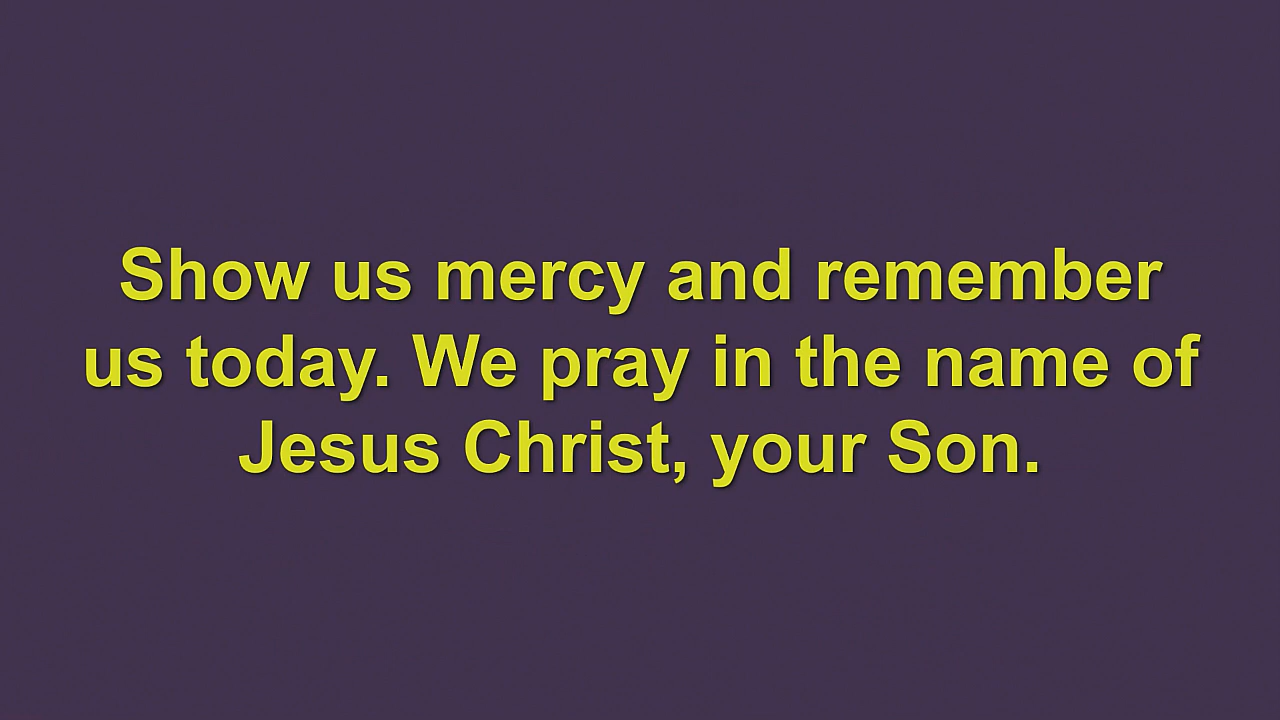 Show us mercy and remember
us today. We pray in the name of
Jesus Christ, your Son.